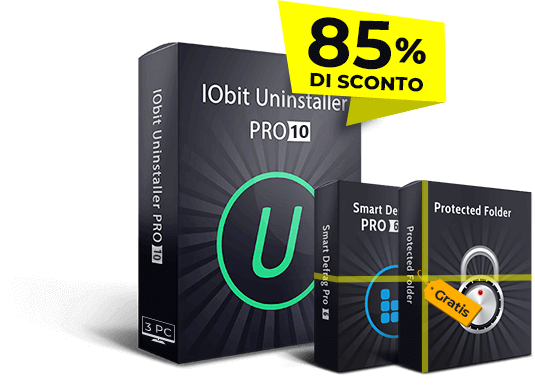 85%
DI SCONTO
IObit Uninstaller
PRO 10
IObit Uninstaller PRO 10
U
3 PC
Smart De
PRO 6
Smart Defrag Pro
Protected Folder
Protected Folder
Gratis